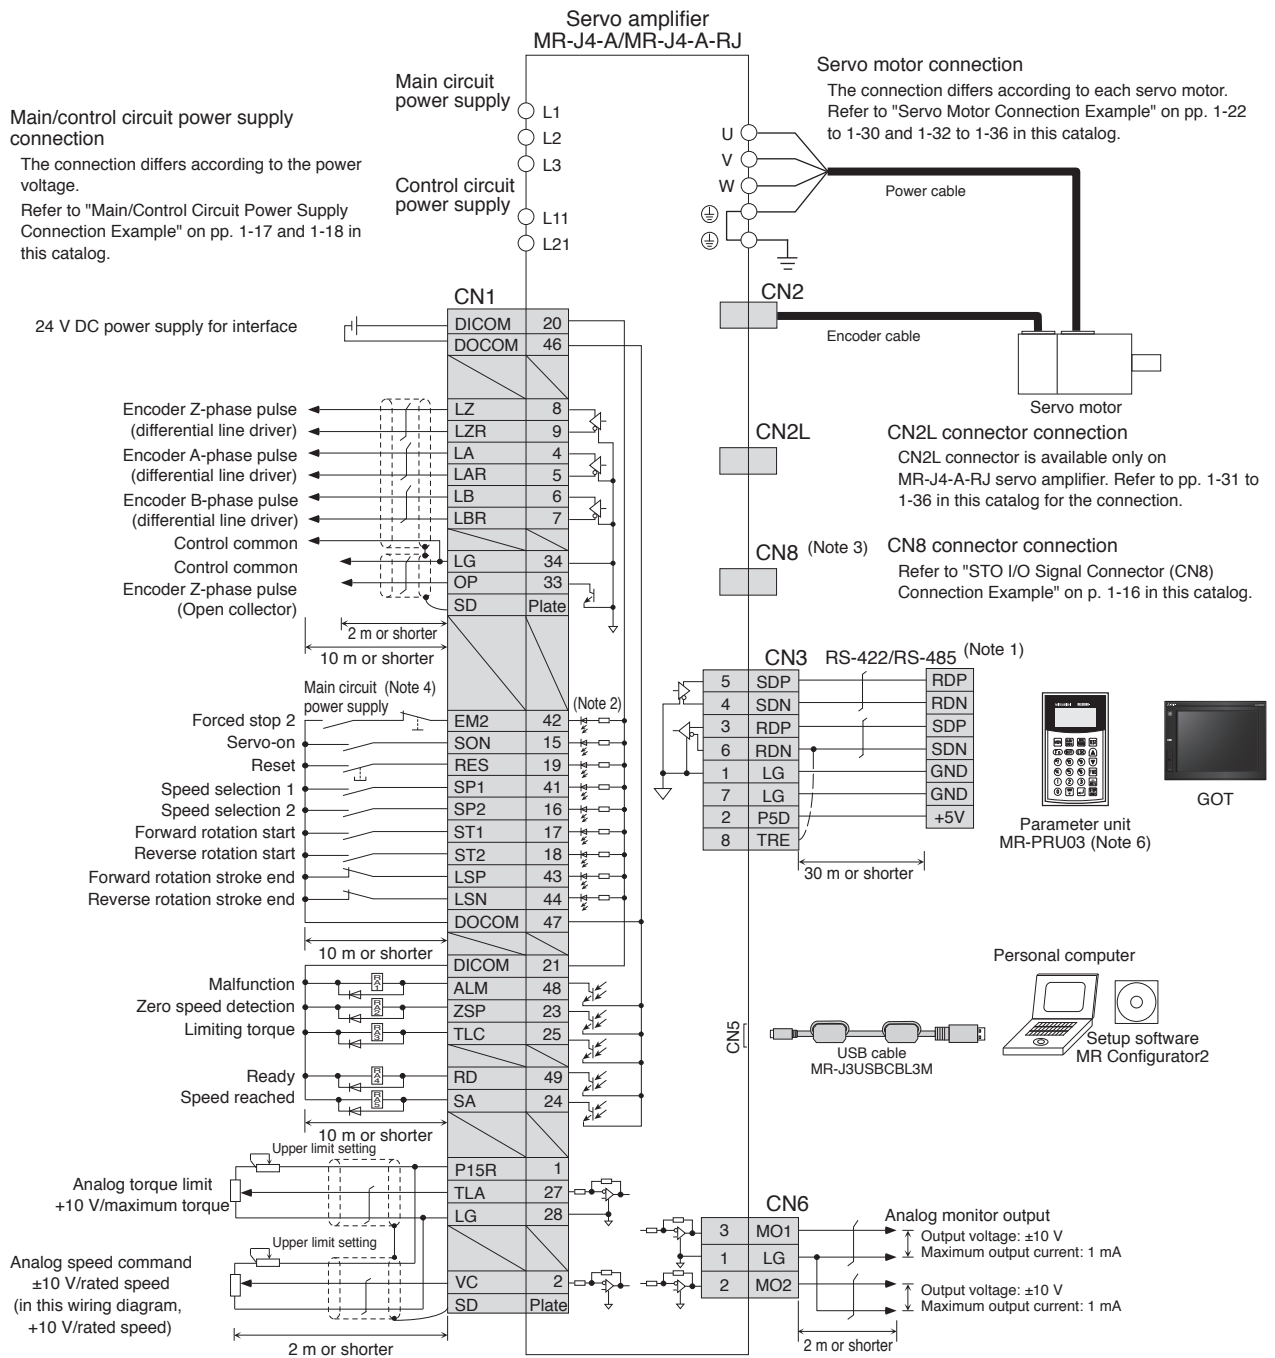 Servo amplifier
MR-J4-A/MR-J4-A-RJ
Main/control circuit power supply
connection
The connection differs according to the power
voltage.
Refer to "Main/Control Circuit Power Supply
Connection Example" on pp. 1-17 and 1-18 in
this catalog.
Main circuit
power supply
L1
L2
L3
Control circuit
power supply
L11
L21
Servo motor connection
The connection differs according to each servo motor.
Refer to "Servo Motor Connection Example" on pp. 1-22
to 1-30 and 1-32 to 1-36 in this catalog.
U
V
W
Power cable
CN2
Encoder cable
Servo motor
CN2L
CN2L connector connection
CN2L connector is available only on
MR-J4-A-RJ servo amplifier. Refer to pp. 1-31 to
1-36 in this catalog for the connection.
CN8 (Note 3)
CN8 connector connection
Refer to "STO I/O Signal Connector (CN8)
Connection Example" on p. 1-16 in this catalog.
CN1
24 V DC power supply for interface
DICOM 20
DOCOM 46
Encoder Z-phase pulse
(differential line driver)
LZ 8
LZR 9
Encoder A-phase pulse
(differential line driver)
LA 4
LAR 5
Encoder B-phase pulse
(differential line driver)
LB 6
LBR 7
Control common
Control common
LG 34
Encoder Z-phase pulse
(Open collector)
OP 33
SD Plate
2 m or shorter
10 m or shorter
Main circuit (Note 4)
power supply
(Note 2)
Forced stop 2 EM2 42
Servo-on SON 15
Reset RES 19
Speed selection 1 SP1 41
Speed selection 2 SP2 16
Forward rotation start ST1 17
Reverse rotation start ST2 18
Forward rotation stroke end LSP 43
Reverse rotation stroke end LSN 44
DOCOM 47
10 m or shorter
DICOM 21
Malfunction RA1 ALM 48
Zero speed detection RA2 ZSP 23
Limiting torque RA3 TLC 25
Ready RA4 RD 49
Speed reached RA5 SA 24
10 m or shorter
Upper limit setting
P15R 1
Analog torque limit
+10 V/maximum torque
TLA 27
LG 28
Upper limit setting
Analog speed command
±10 V/rated speed
(in this wiring diagram,
+10 V/rated speed)
VC 2
SD Plate
2 m or shorter
CN3 RS-422/RS-485 (Note 1)
5 SDP RDP
4 SDN RDN
3 RDP SDP
6 RDN SDN
1 LG GND
7 LG GND
2 P5D +5V
8 TRE
30 m or shorter
Parameter unit
MR-PRU03 (Note 6)
GOT
CN5
USB cable
MR-J3USBCBL3M
Personal computer
Setup software
MR Configurator2
CN6
3 MO1
1 LG
2 MO2
Analog monitor output
Output voltage: ±10 V
Maximum output current: 1 mA
Output voltage: ±10 V
Maximum output current: 1 mA
2 m or shorter